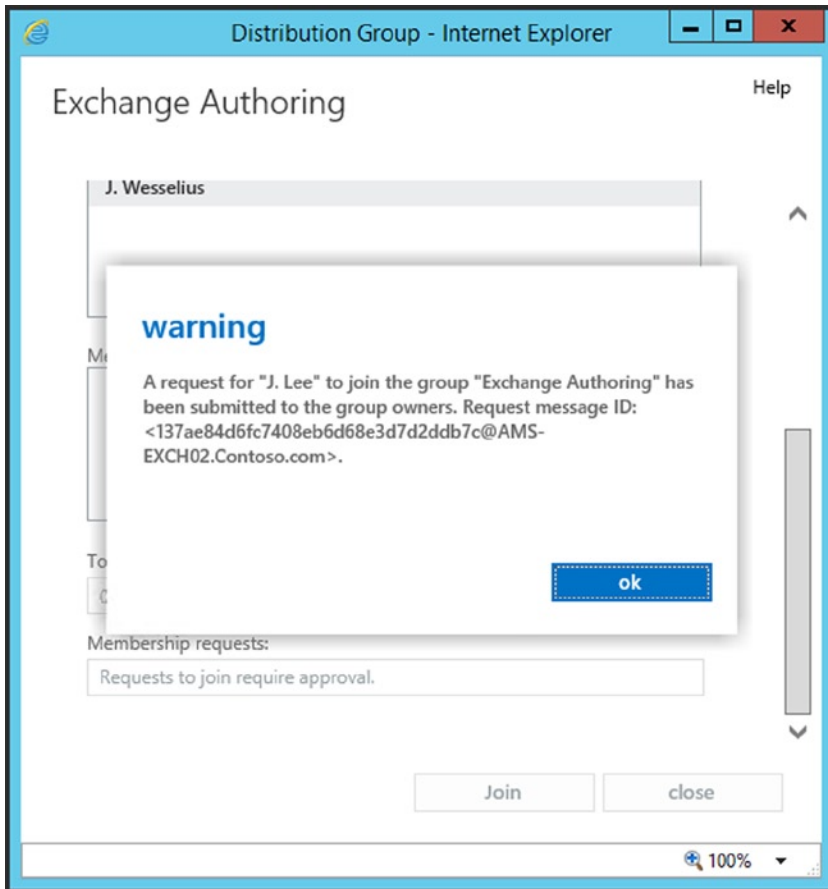 Distribution Group - Internet Explorer
Help
Exchange Authoring
J. Wesselius
warning
A request for "J. Lee" to join the group "Exchange Authoring" has
been submitted to the group owners. Request message ID:
<137ae84d6fc7408eb6d68e3d7d2ddb7c@AMS-
EXCH02.Contoso.com>.
ok
Membership requests:
Requests to join require approval.
Join
close
100%